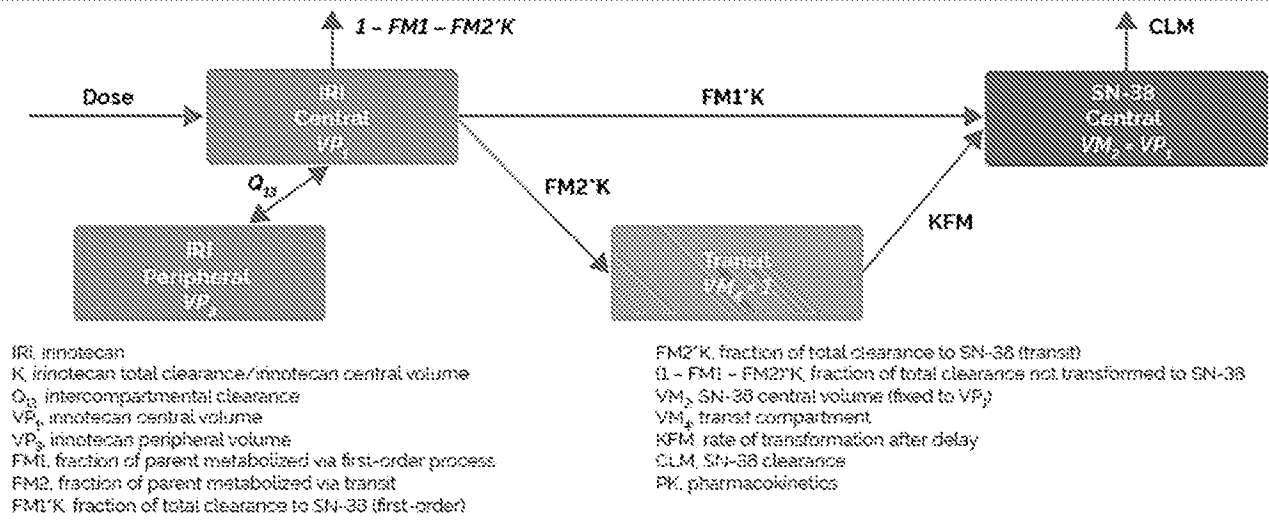 1 – FM1 – FM2*K
CLM
Dose
IRI
Central
VP₁
FM1*K
SN-38
Central
VM₂ = VP₁
Q₁₃
FM2*K
KFM
IRI
Peripheral
VP₃
Transit
VM₄ = 1
IRI, irinotecan
K, irinotecan total clearance/irinotecan central volume
Q₁₃, intercompartmental clearance
VP₁, irinotecan central volume
VP₃, irinotecan peripheral volume
FM1, fraction of parent metabolized via first-order process
FM2, fraction of parent metabolized via transit
FM1*K, fraction of total clearance to SN-38 (first-order)
FM2*K, fraction of total clearance to SN-38 (transit)
(1 – FM1 – FM2)*K, fraction of total clearance not transformed to SN-38
VM₂, SN-38 central volume (fixed to VP₁)
VM₄, transit compartment
KFM, rate of transformation after delay
CLM, SN-38 clearance
PK, pharmacokinetics